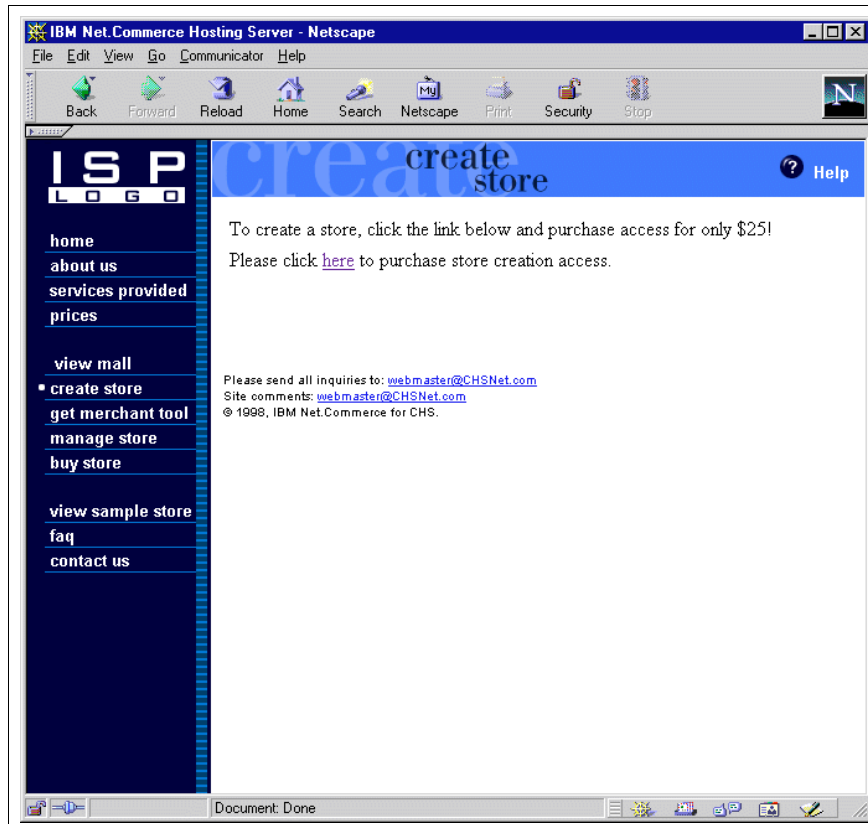 IBM Net.Commerce Hosting Server - Netscape
File Edit View Go Communicator Help
Back Forward Reload Home Search Netscape Print Security Stop
My
N
ISP
LOGO
create
create
store
? Help
home
about us
services provided
prices
view mall
create store
get merchant tool
manage store
buy store
view sample store
faq
contact us
To create a store, click the link below and purchase access for only $25!
Please click here to purchase store creation access.
Please send all inquiries to: webmaster@CHSNet.com
Site comments: webmaster@CHSNet.com
© 1998, IBM Net.Commerce for CHS.
Document: Done